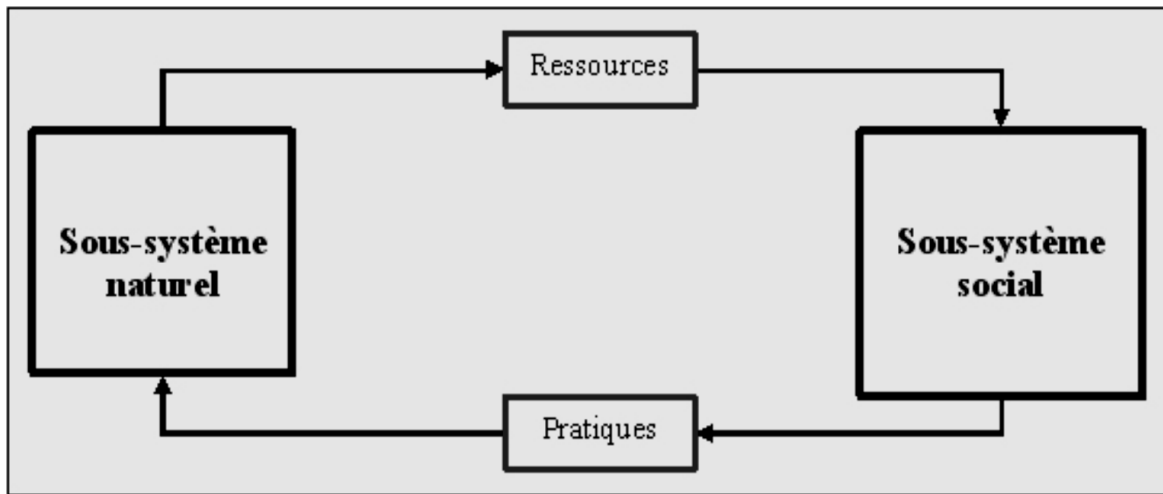 Ressources
Sous-système
naturel
Sous-système
social
Pratiques